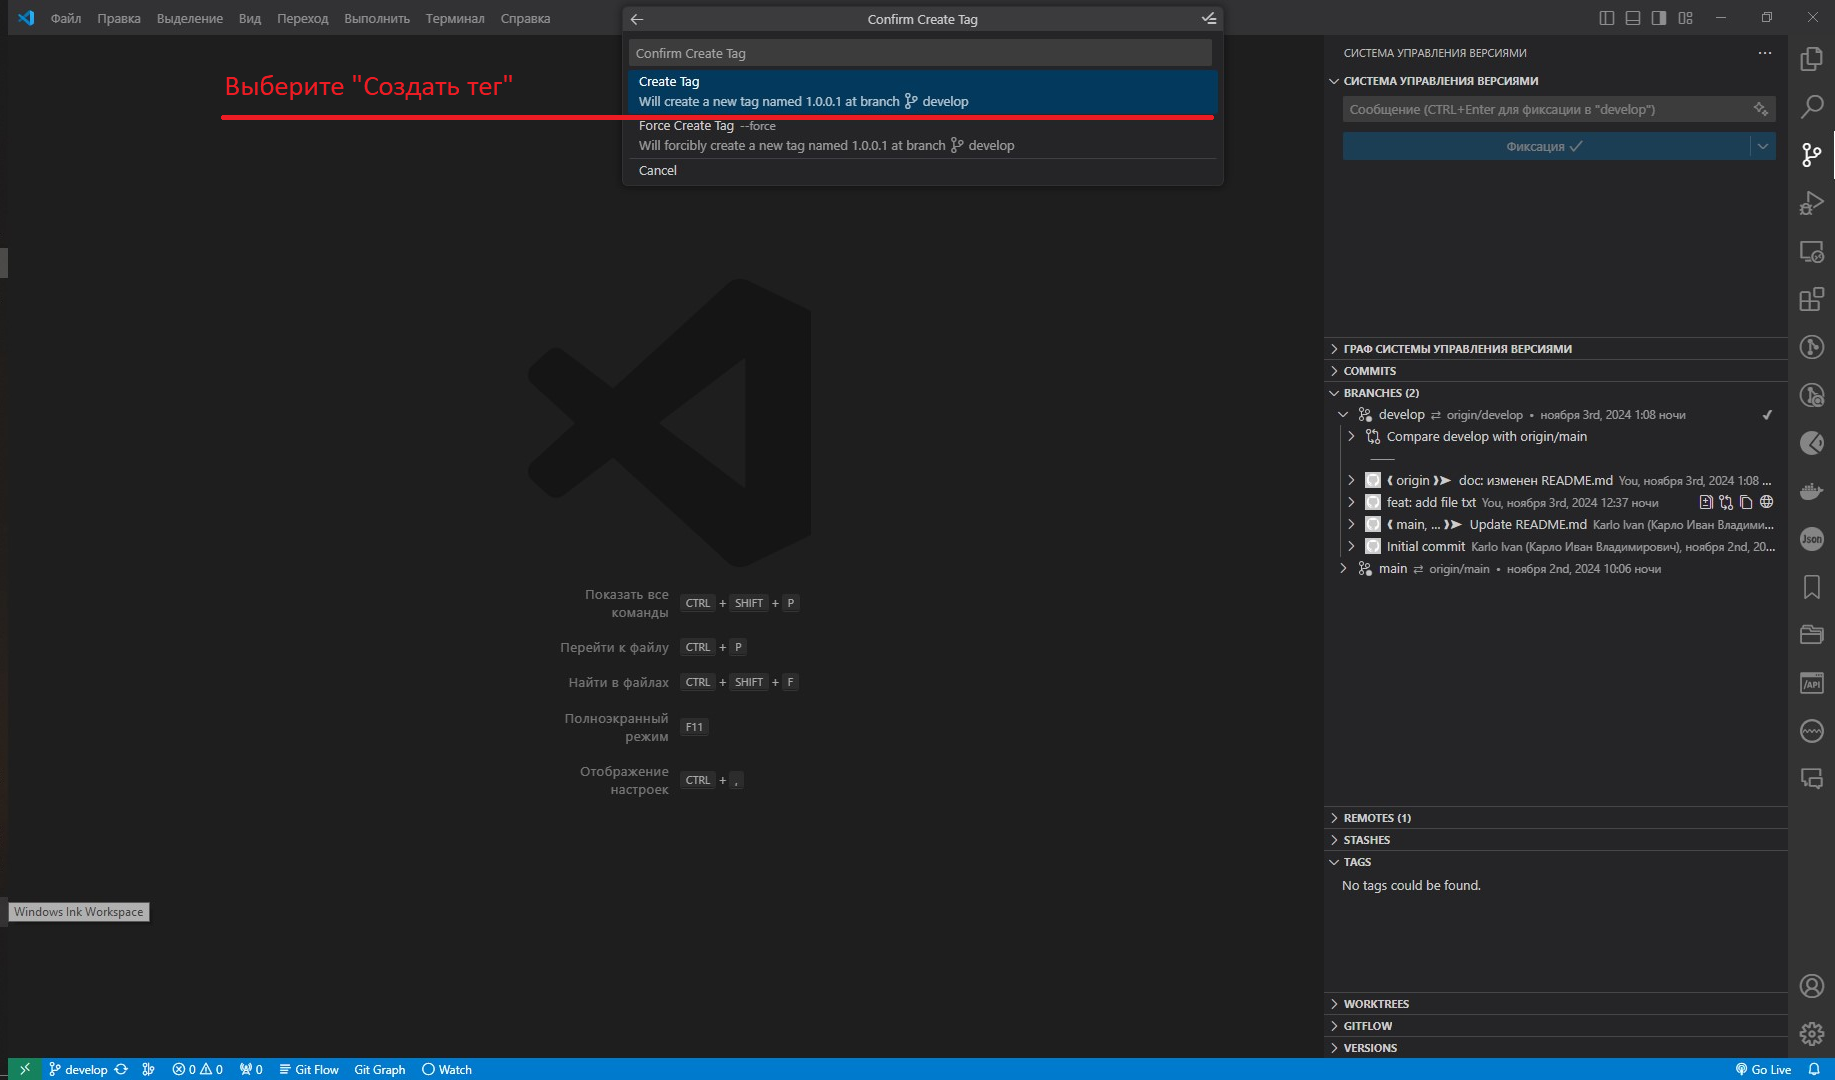 Файл Правка Выделение Вид Переход Выполнить Терминал Справка
Confirm Create Tag
Confirm Create Tag
Create Tag
Will create a new tag named 1.0.0.1 at branch develop
Force Create Tag --force
Will forcibly create a new tag named 1.0.0.1 at branch develop
Cancel
Выберите "Создать тег"
Показать все команды CTRL + SHIFT + P
Перейти к файлу CTRL + P
Найти в файлах CTRL + SHIFT + F
Полноэкранный режим F11
Отображение настроек CTRL + ,
Windows Ink Workspace
СИСТЕМА УПРАВЛЕНИЯ ВЕРСИЯМИ ...
СИСТЕМА УПРАВЛЕНИЯ ВЕРСИЯМИ
Сообщение (CTRL+Enter для фиксации в "develop")
Фиксация
ГРАФ СИСТЕМЫ УПРАВЛЕНИЯ ВЕРСИЯМИ
COMMITS
BRANCHES (2)
develop ⇄ origin/develop • ноября 3rd, 2024 1:08 ночи
Compare develop with origin/main
❰ origin ❱➤ doc: изменен README.md You, ноября 3rd, 2024 1:08 ...
feat: add file txt You, ноября 3rd, 2024 12:37 ночи
❰ main, ... ❱➤ Update README.md Karlo Ivan (Карло Иван Владими...
Initial commit Karlo Ivan (Карло Иван Владимирович), ноября 2nd, 20...
main ⇄ origin/main • ноября 2nd, 2024 10:06 ночи
REMOTES (1)
STASHES
TAGS
No tags could be found.
WORKTREES
GITFLOW
VERSIONS
Json
/API
develop 0 0 0 Git Flow Git Graph Watch Go Live